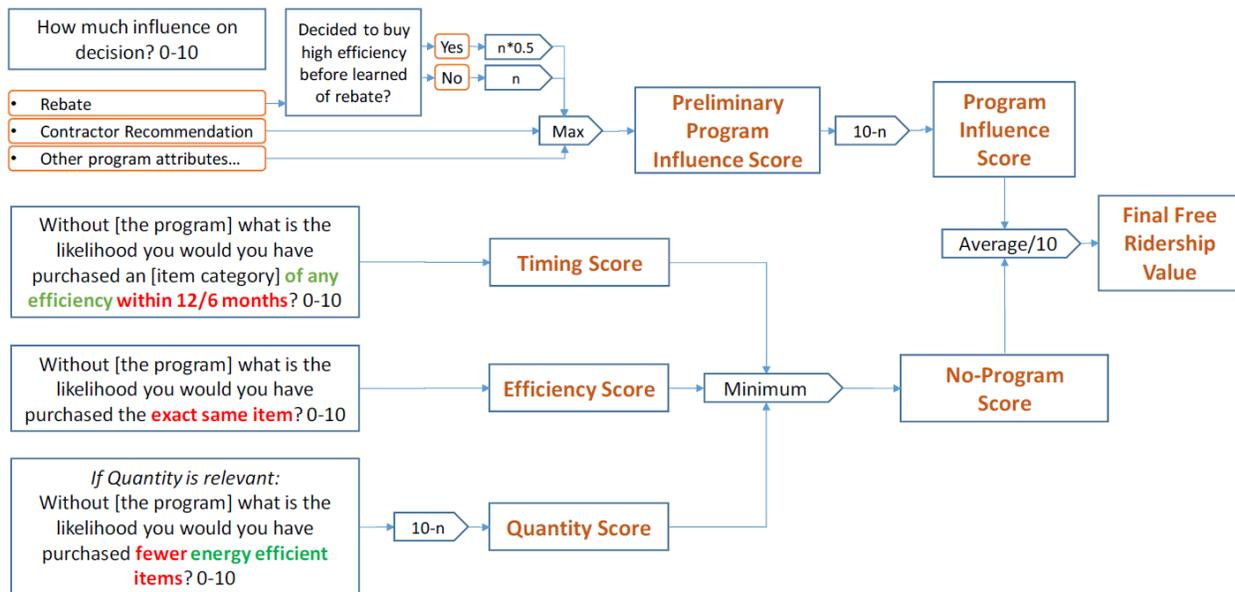 How much influence on
decision? 0-10
Decided to buy
high efficiency
before learned
of rebate?
Yes
n*0.5
No
n
• Rebate
• Contractor Recommendation
• Other program attributes...
Max
Preliminary
Program
Influence Score
10-n
Program
Influence
Score
Without [the program] what is the
likelihood you would you have
purchased an [item category] of any
efficiency within 12/6 months? 0-10
Timing Score
Average/10
Final Free
Ridership
Value
Without [the program] what is the
likelihood you would you have
purchased the exact same item? 0-10
Efficiency Score
Minimum
No-Program
Score
If Quantity is relevant:
Without [the program] what is the
likelihood you would you have
purchased fewer energy efficient
items? 0-10
10-n
Quantity Score